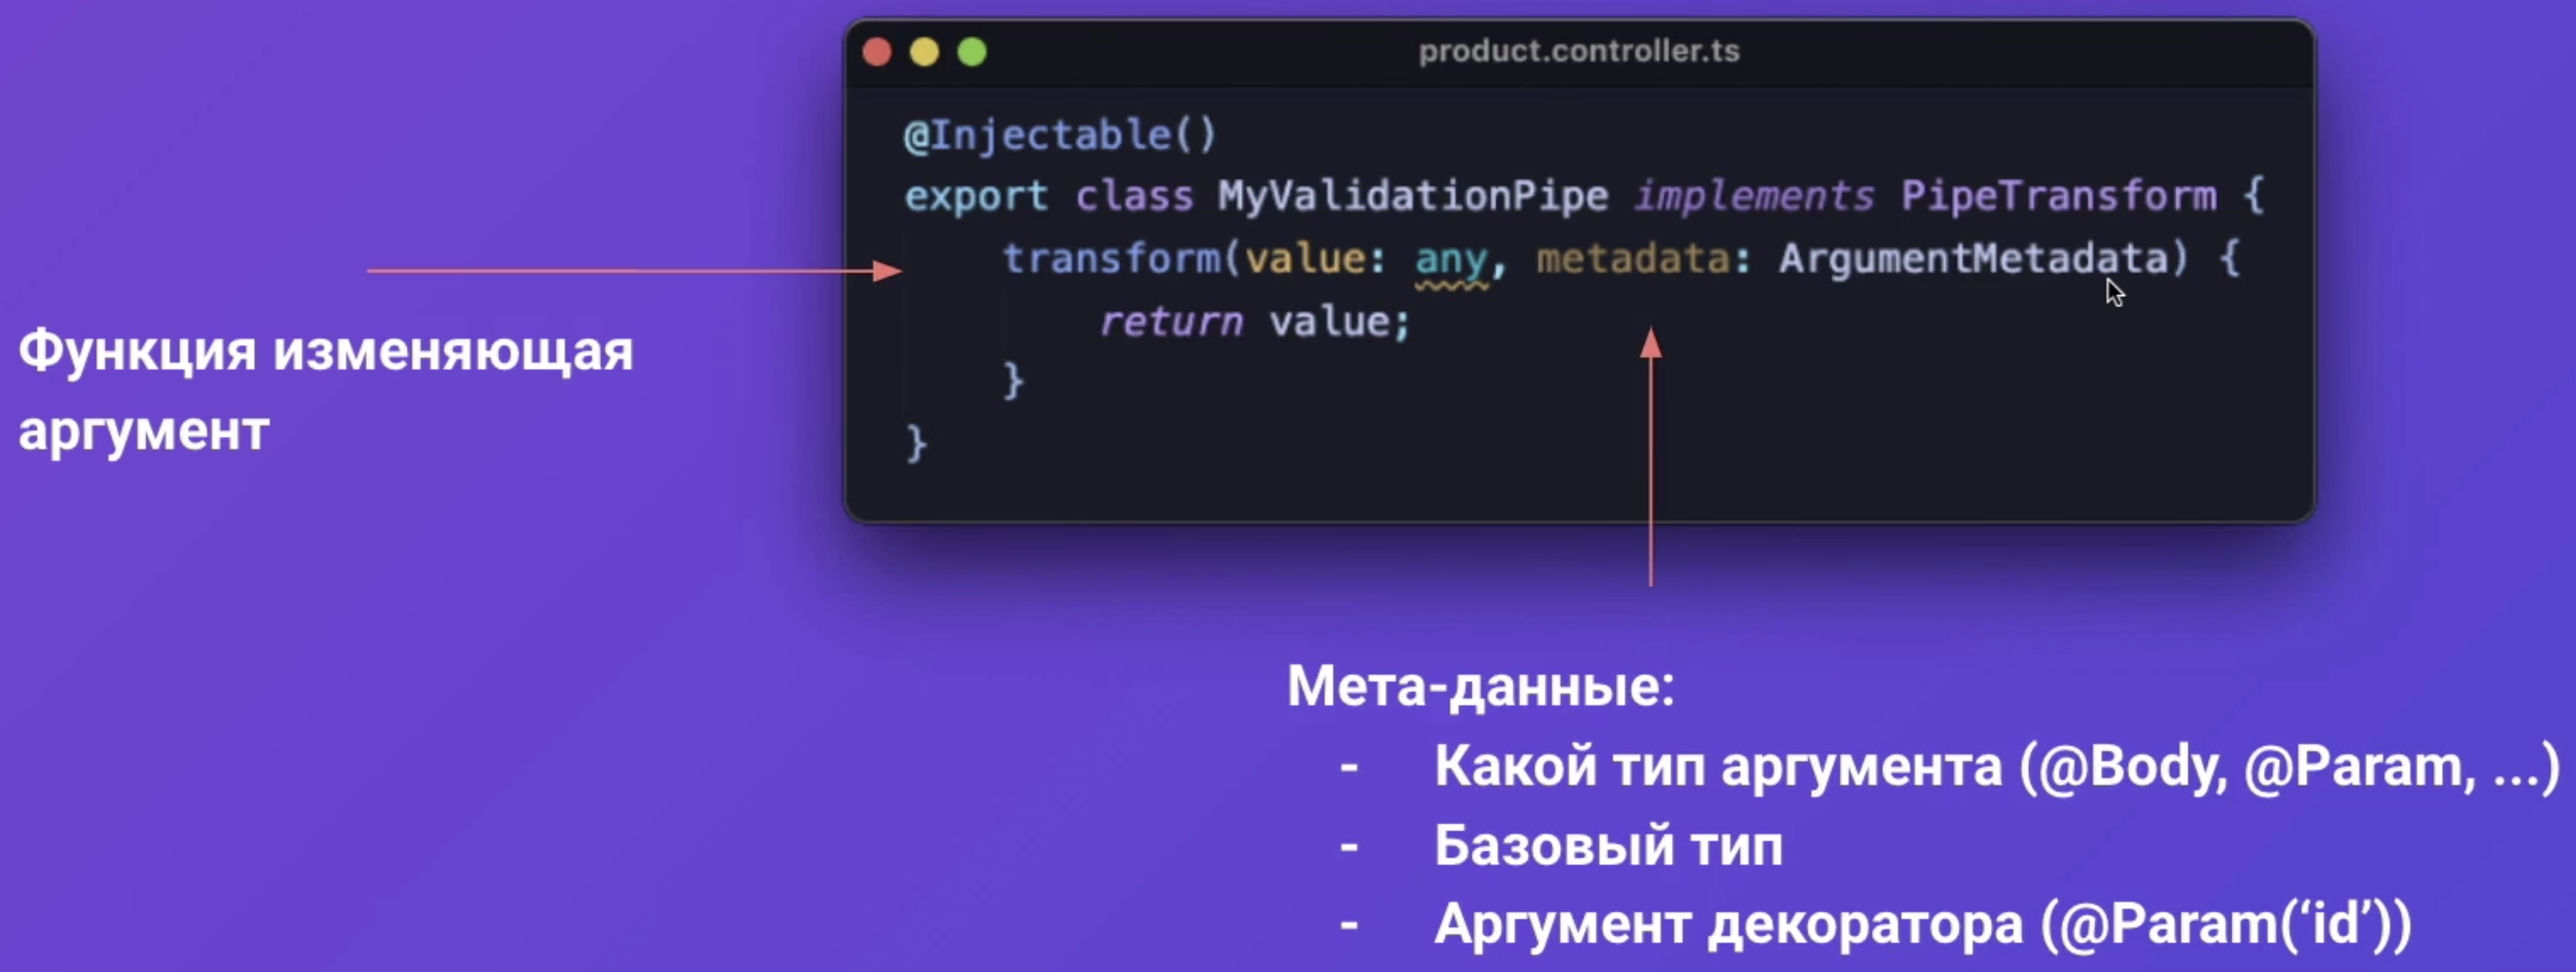 product.controller.ts
@Injectable()
export class MyValidationPipe implements PipeTransform {
transform(value: any, metadata: ArgumentMetadata) {
return value;
}
}
Функция изменяющая
аргумент
Мета-данные:
- Какой тип аргумента (@Body, @Param, ...)
- Базовый тип
- Аргумент декоратора (@Param(‘id’))